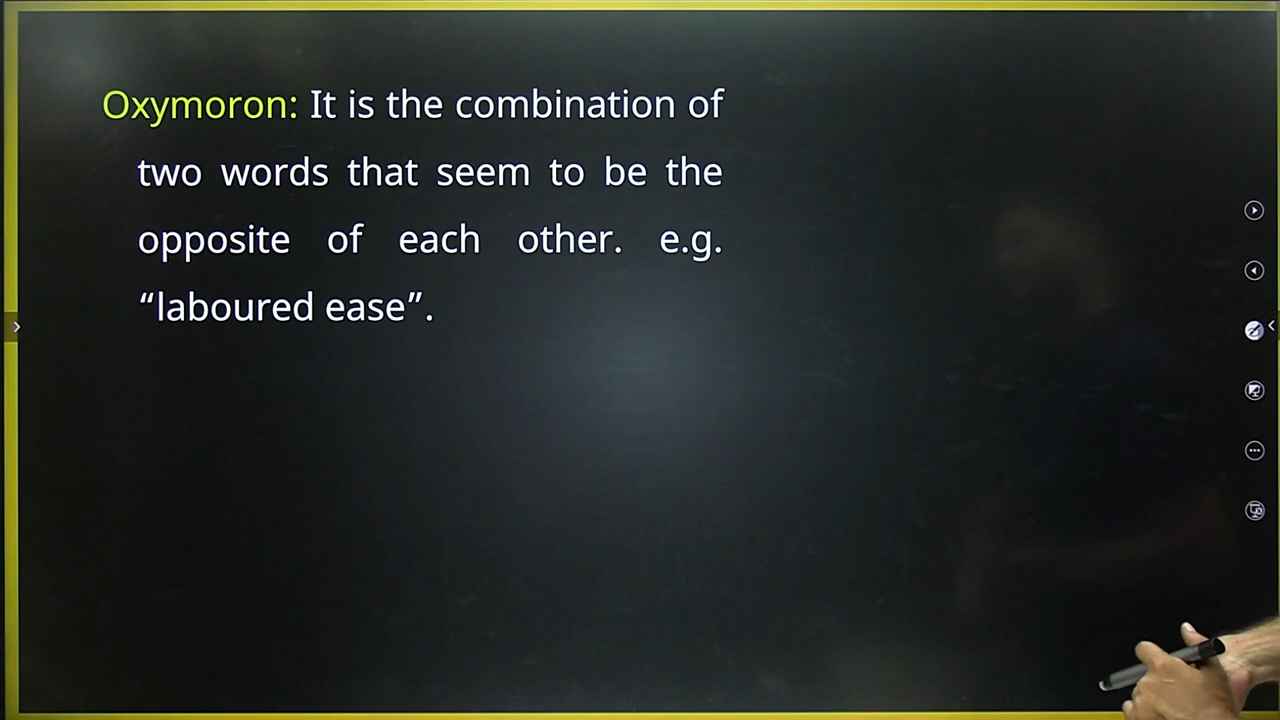 Oxymoron: It is the combination of
two words that seem to be the
opposite of each other. e.g.
“laboured ease”.